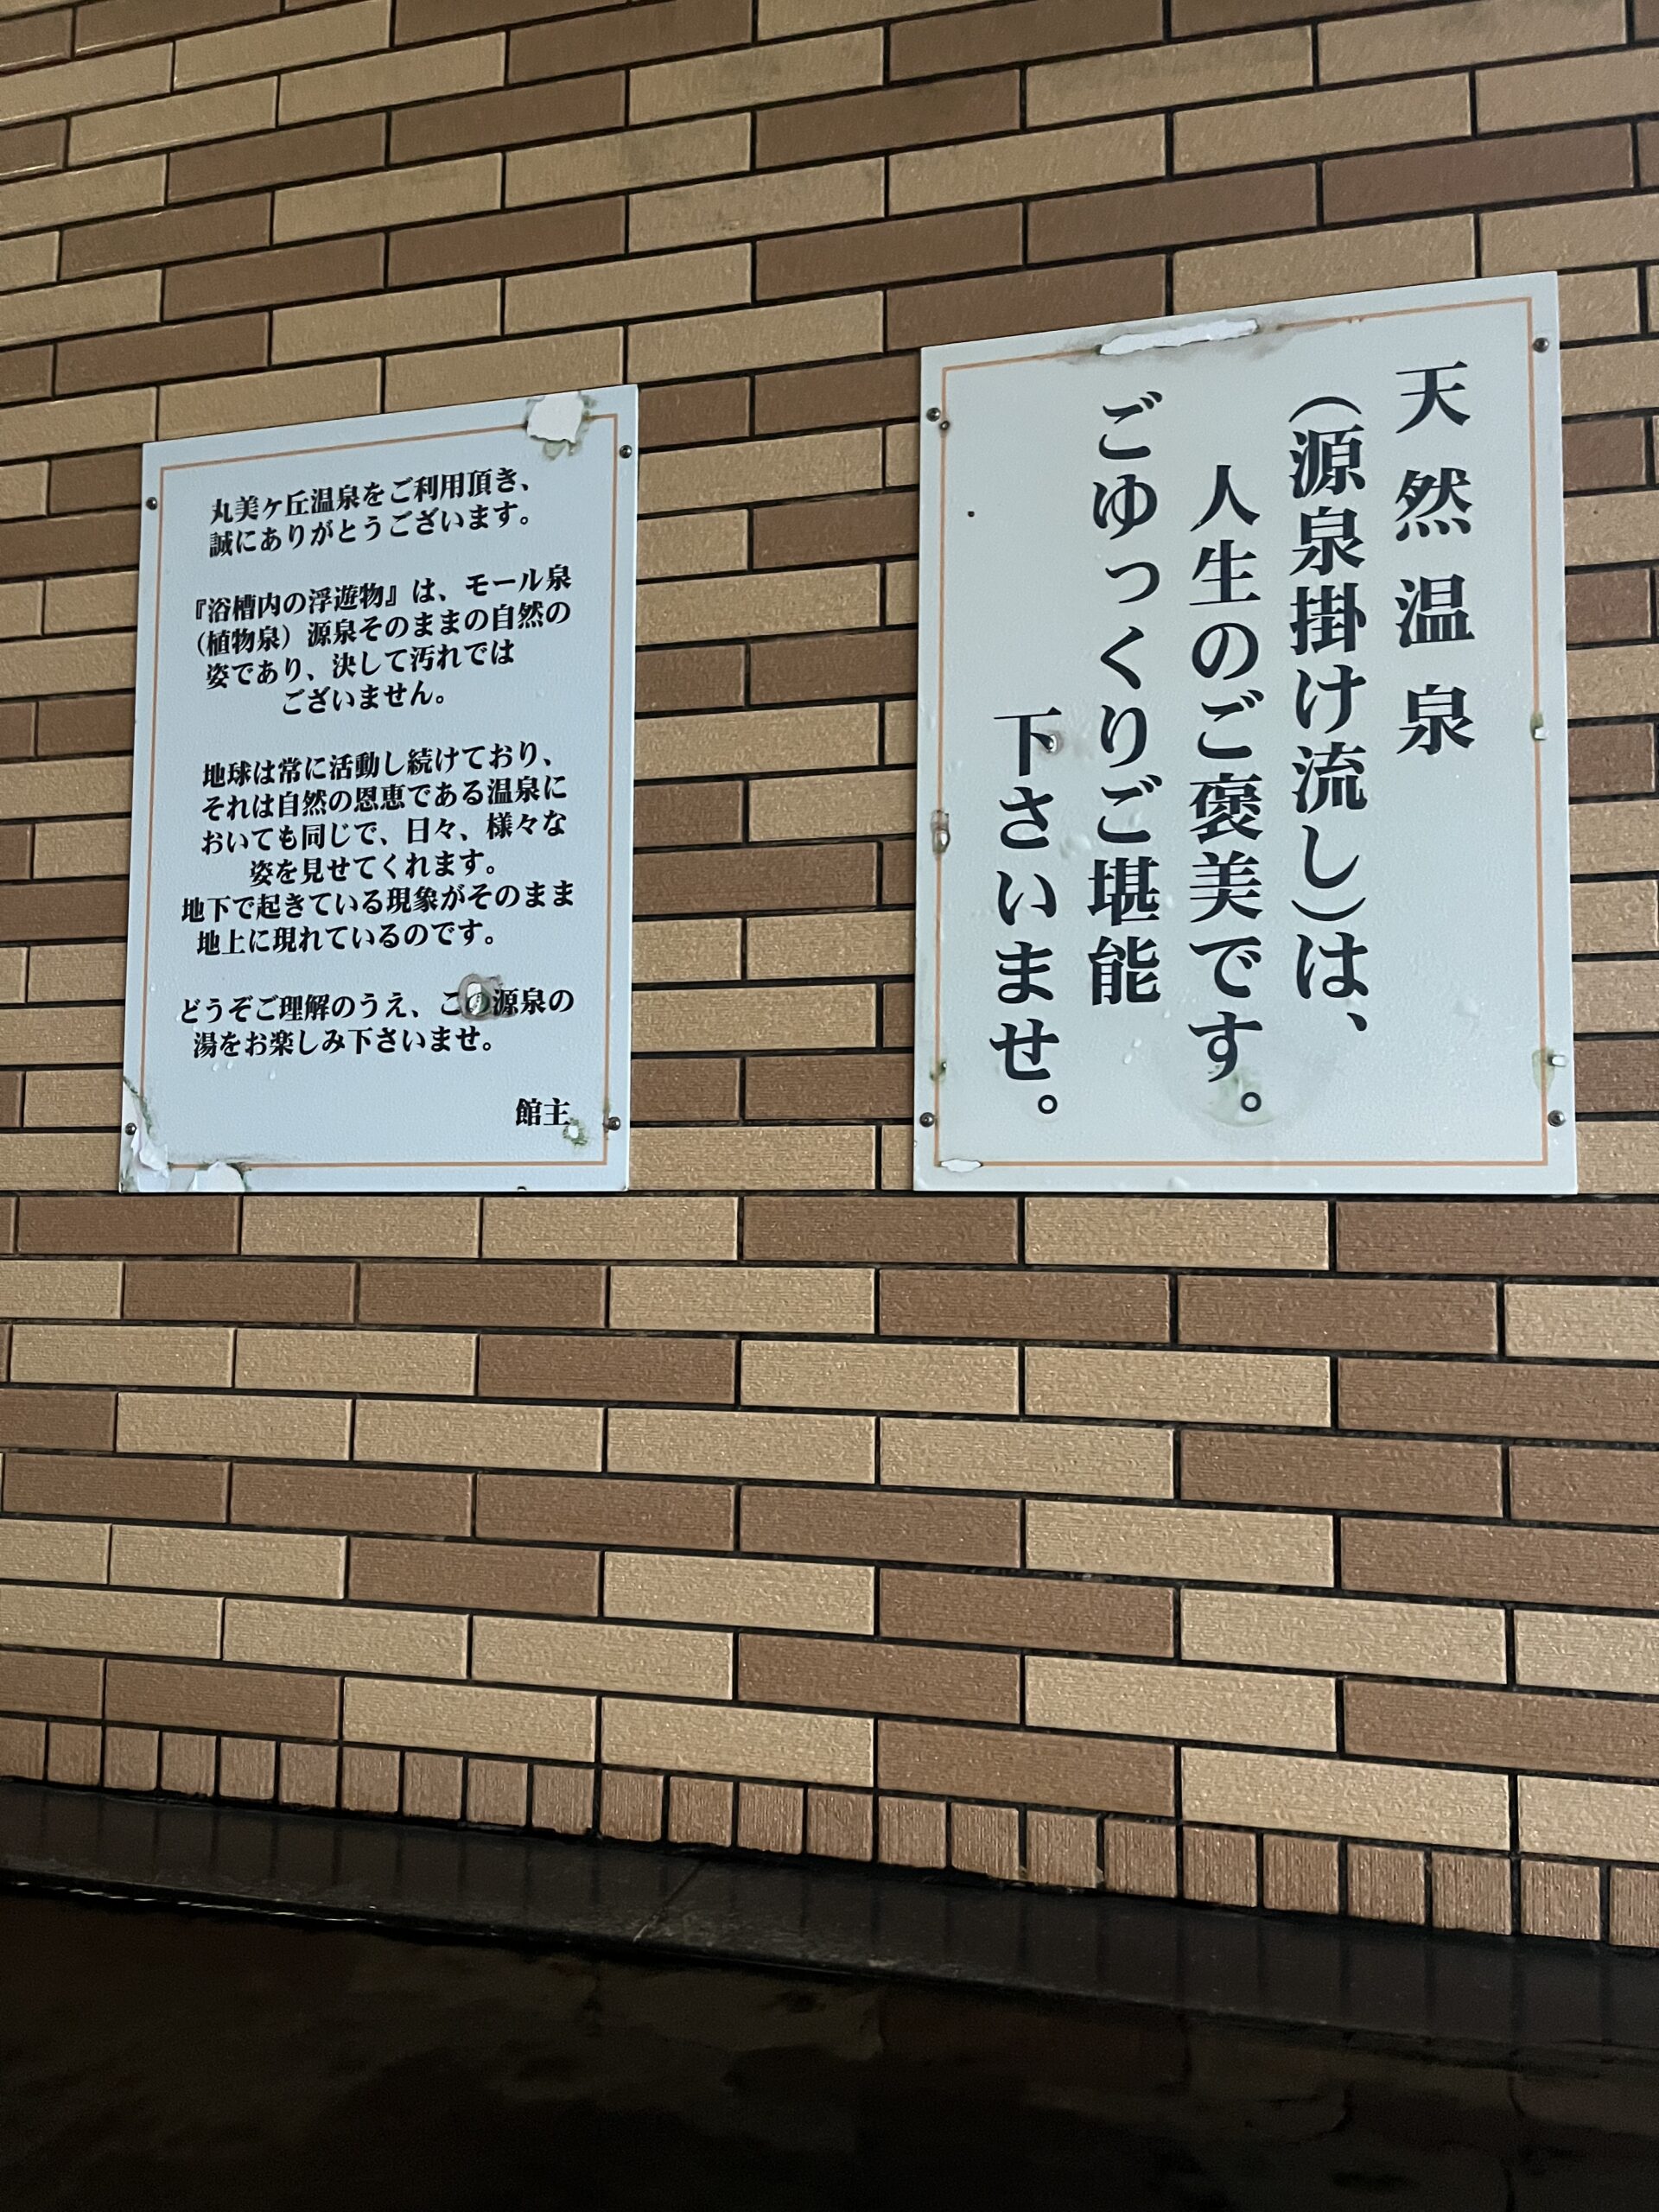 丸美ヶ丘温泉をご利用頂き、
誠にありがとうございます。
『浴槽内の浮遊物』は、モール泉
（植物泉）源泉そのままの自然の
姿であり、決して汚れでは
ございません。
地球は常に活動し続けており、
それは自然の恩恵である温泉に
おいても同じで、日々、様々な
姿を見せてくれます。
地下で起きている現象がそのまま
地上に現れているのです。
どうぞご理解のうえ、この源泉の
湯をお楽しみ下さいませ。
館主
天然温泉
（源泉掛け流し）は、
人生のご褒美です。
ごゆっくりご堪能
下さいませ。